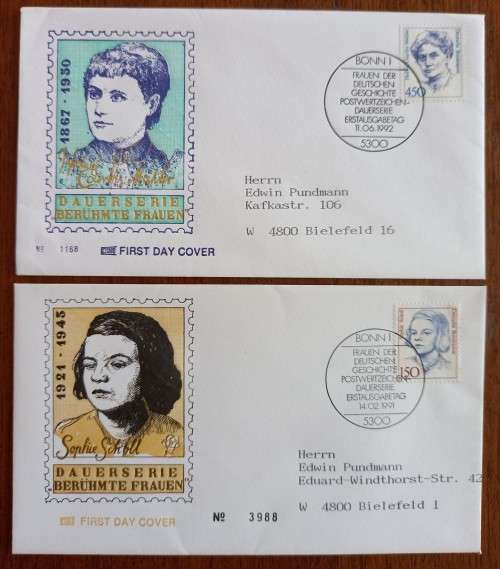 1867 - 1950
DAUERSERIE
"BERÜHMTE FRAUEN"
Nº 1168
FIRST DAY COVER
BONN 1
FRAUEN DER
DEUTSCHEN
GESCHICHTE
POSTWERTZEICHEN-
DAUERSERIE
ERSTAUSGABETAG
11.06.1992
5300
450
Herrn
Edwin Pundmann
Kafkastr. 106
W 4800 Bielefeld 16
1921 - 1943
Sophie Scholl
DAUERSERIE
"BERÜHMTE FRAUEN"
FIRST DAY COVER
Nº 3988
BONN 1
FRAUEN DER
DEUTSCHEN
GESCHICHTE
POSTWERTZEICHEN-
DAUERSERIE
ERSTAUSGABETAG
14.02.1991
5300
150
Herrn
Edwin Pundmann
Eduard-Windthorst-Str. 42
W 4800 Bielefeld 1